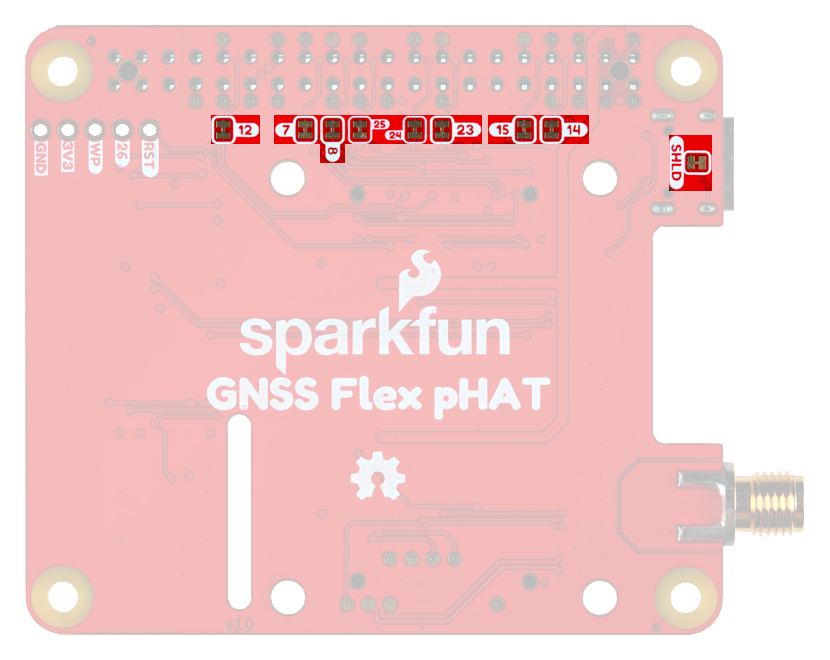 12 7 8 25 24 23 15 14
SHLD
GND 3V3 WP 26 RST
sparkfun
GNSS Flex pHAT
v10